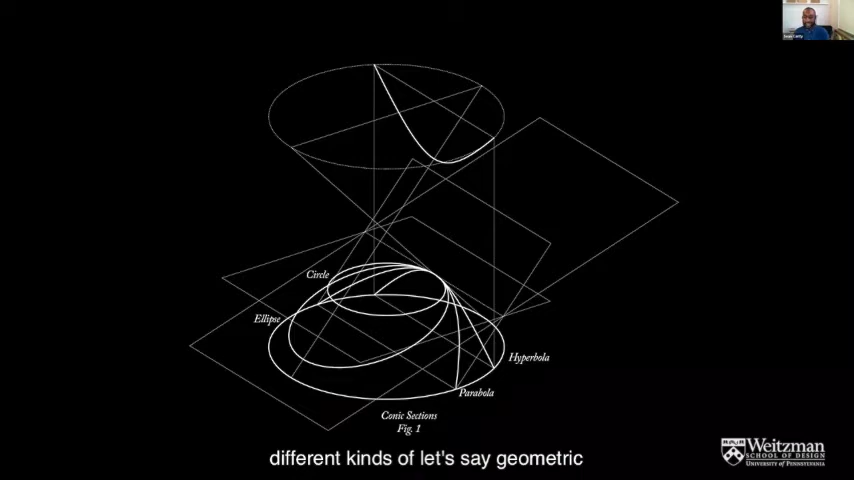 Circle
Ellipse
Hyperbola
Parabola
Conic Sections
Fig. 1
different kinds of let's say geometric
Weitzman
SCHOOL OF DESIGN
UNIVERSITY OF PENNSYLVANIA